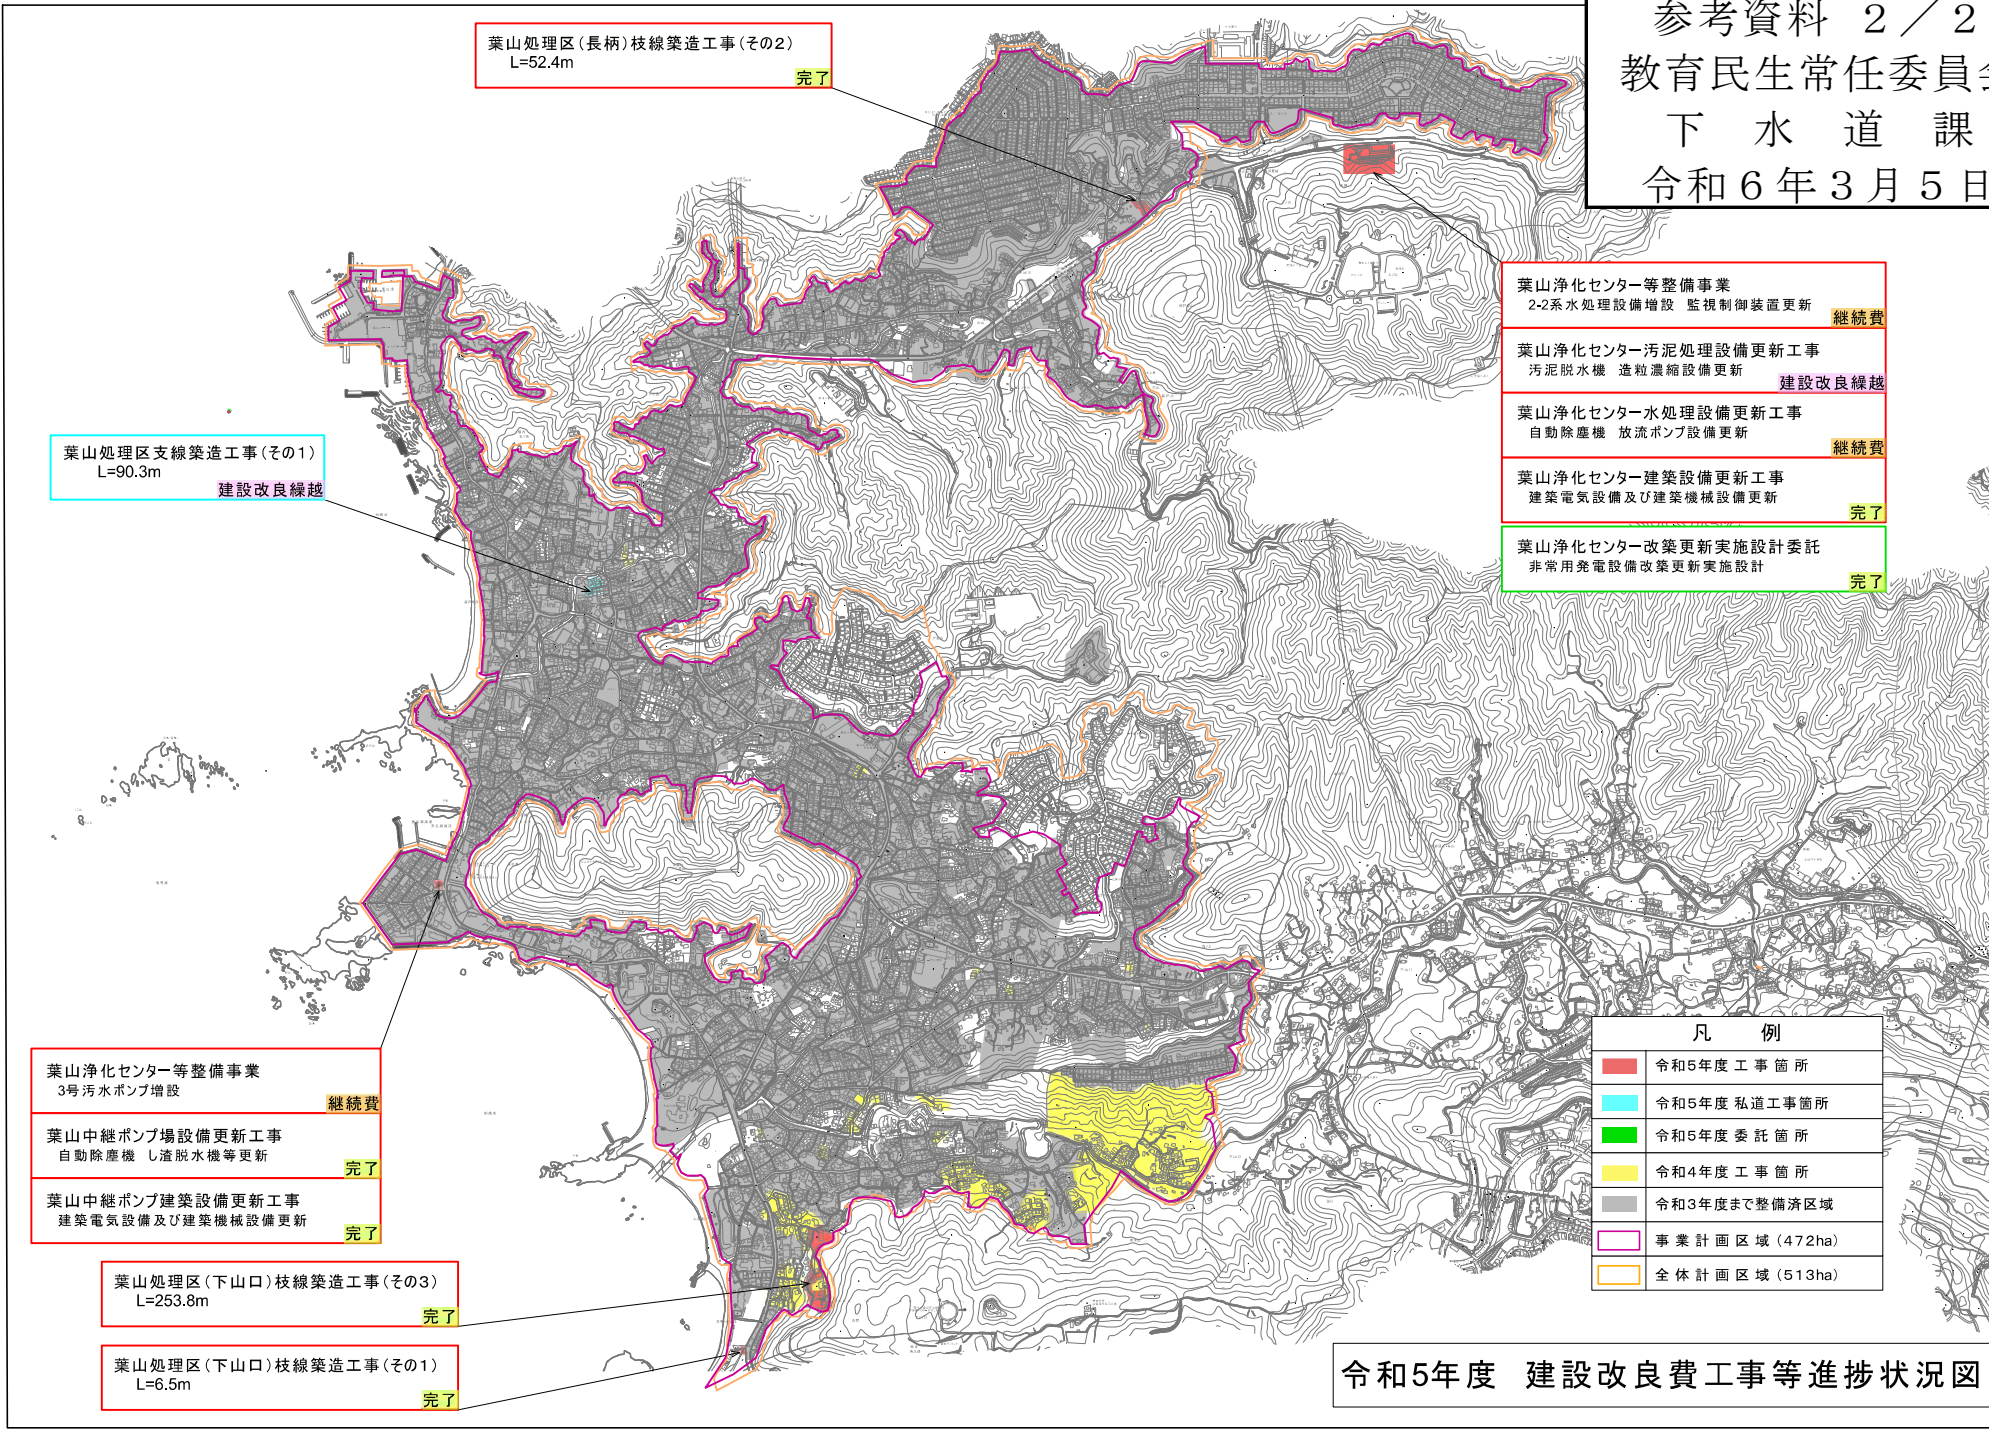 参考資料 2／2
教育民生常任委員会
下水道課
令和6年3月5日
葉山処理区(長柄)枝線築造工事(その2)
L=52.4m
完了
葉山浄化センター等整備事業
2-2系水処理設備増設 監視制御装置更新
継続費
葉山浄化センター汚泥処理設備更新工事
汚泥脱水機 造粒濃縮設備更新
建設改良繰越
葉山浄化センター水処理設備更新工事
自動除塵機 放流ポンプ設備更新
継続費
葉山浄化センター建築設備更新工事
建築電気設備及び建築機械設備更新
完了
葉山浄化センター改築更新実施設計委託
非常用発電設備改築更新実施設計
完了
葉山処理区支線築造工事(その1)
L=90.3m
建設改良繰越
葉山浄化センター等整備事業
3号汚水ポンプ増設
継続費
葉山中継ポンプ場設備更新工事
自動除塵機 し渣脱水機等更新
完了
葉山中継ポンプ建築設備更新工事
建築電気設備及び建築機械設備更新
完了
葉山処理区(下山口)枝線築造工事(その3)
L=253.8m
完了
葉山処理区(下山口)枝線築造工事(その1)
L=6.5m
完了
凡例
令和5年度 工事箇所
令和5年度 私道工事箇所
令和5年度 委託箇所
令和4年度 工事箇所
令和3年度まで整備済区域
事業計画区域 (472ha)
全体計画区域 (513ha)
令和5年度 建設改良費工事等進捗状況図